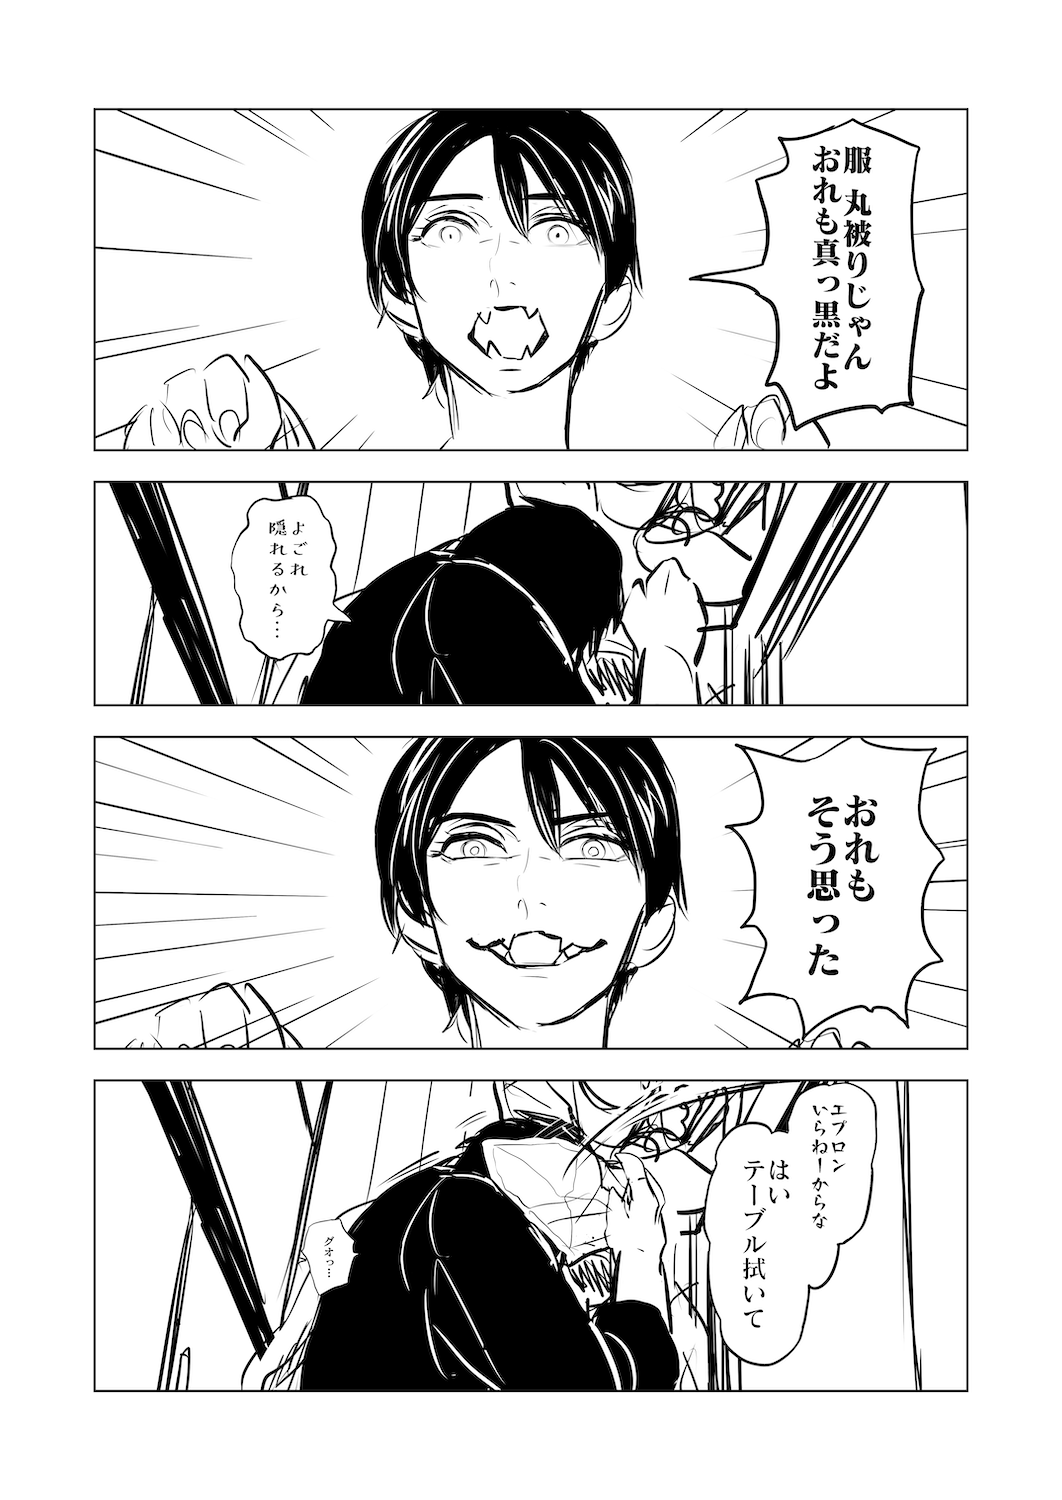 服 丸被りじゃん
おれも真っ黒だよ
よごれ
隠れるから…
おれも
そう思った
エプロン
いらねーからな
はい
テーブル拭いて
グオっ…